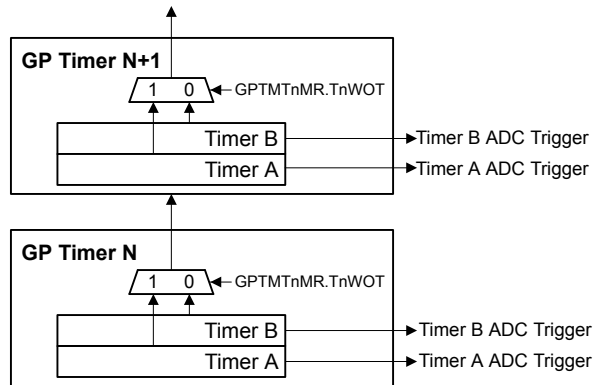 GP Timer N+1
1 0
GPTMTnMR.TnWOT
Timer B
Timer B ADC Trigger
Timer A
Timer A ADC Trigger
GP Timer N
1 0
GPTMTnMR.TnWOT
Timer B
Timer B ADC Trigger
Timer A
Timer A ADC Trigger